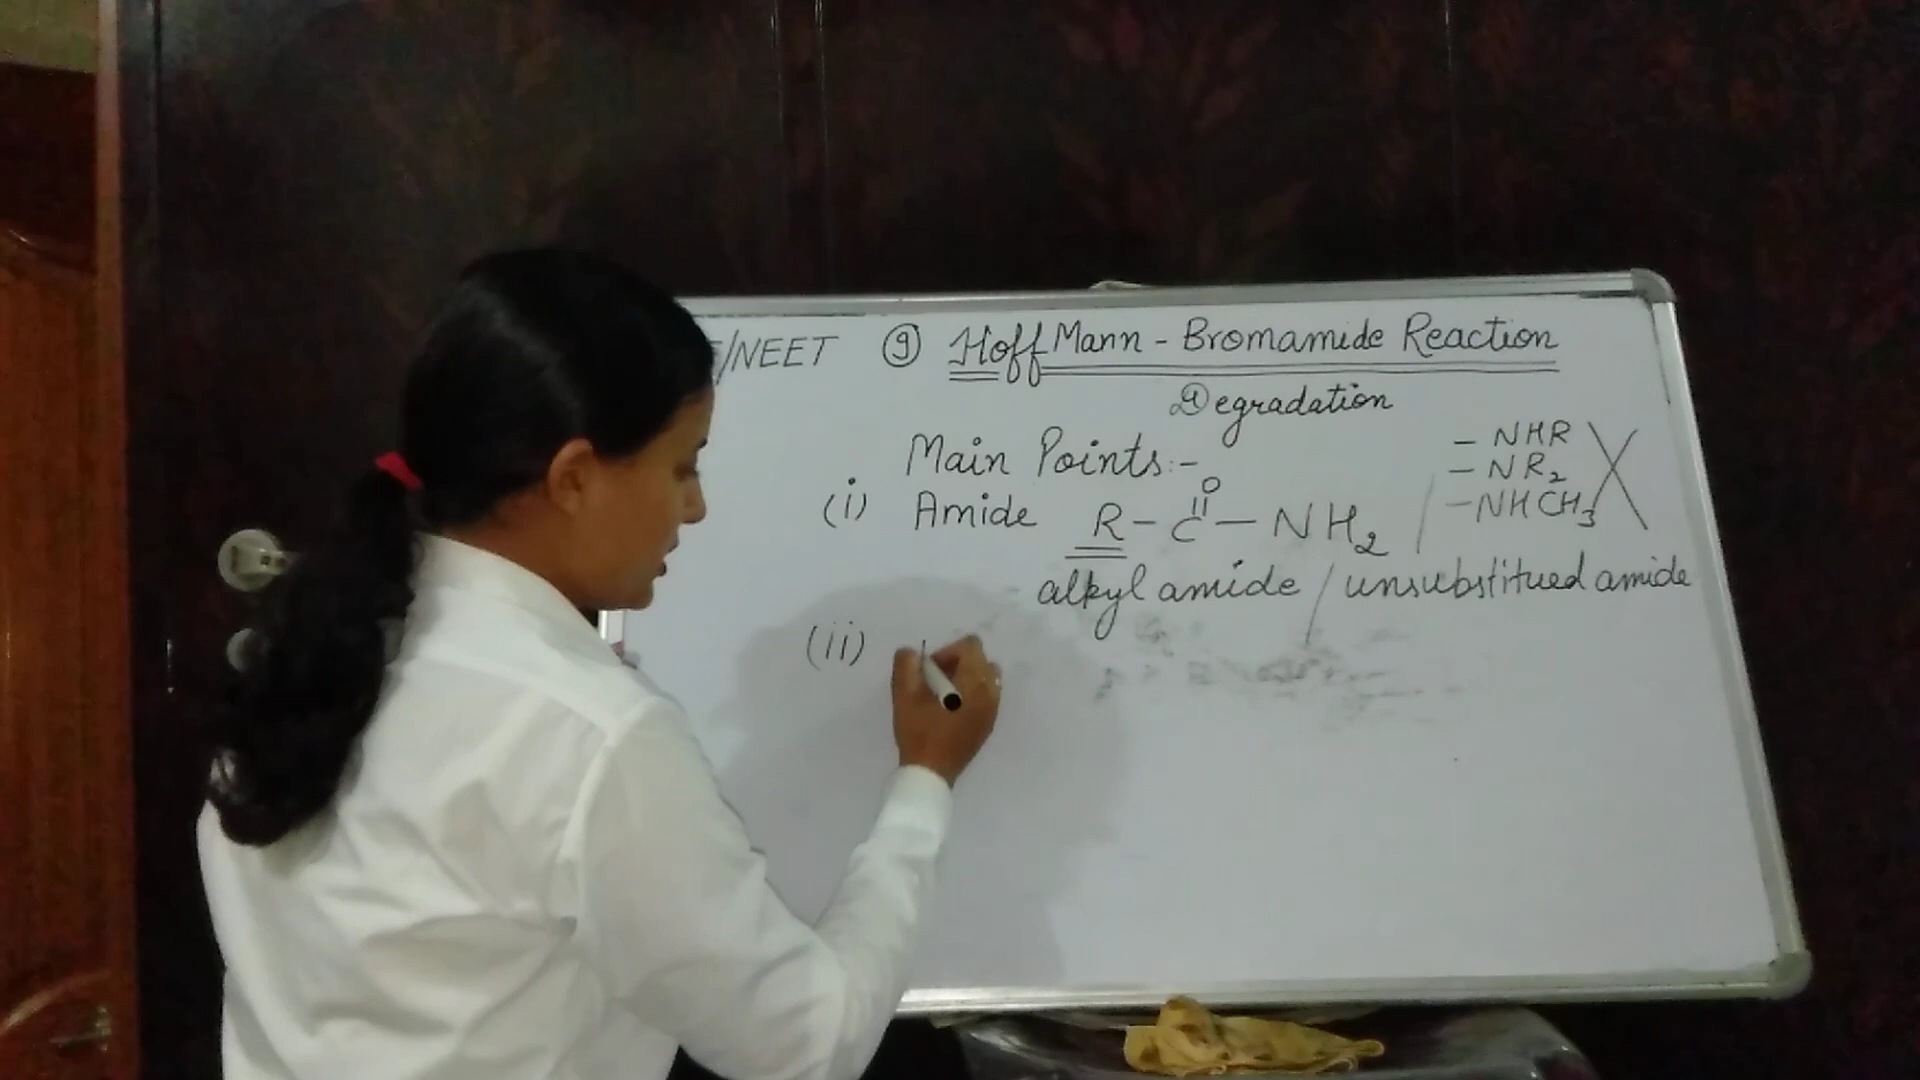 /NEET ⑨ HoffMann - Bromamide Reaction
Degradation
Main Points:-
- NHR
- NR2
- NHCH3
(i) Amide R - C - NH2
O
alkyl amide / unsubstitued amide
(ii)